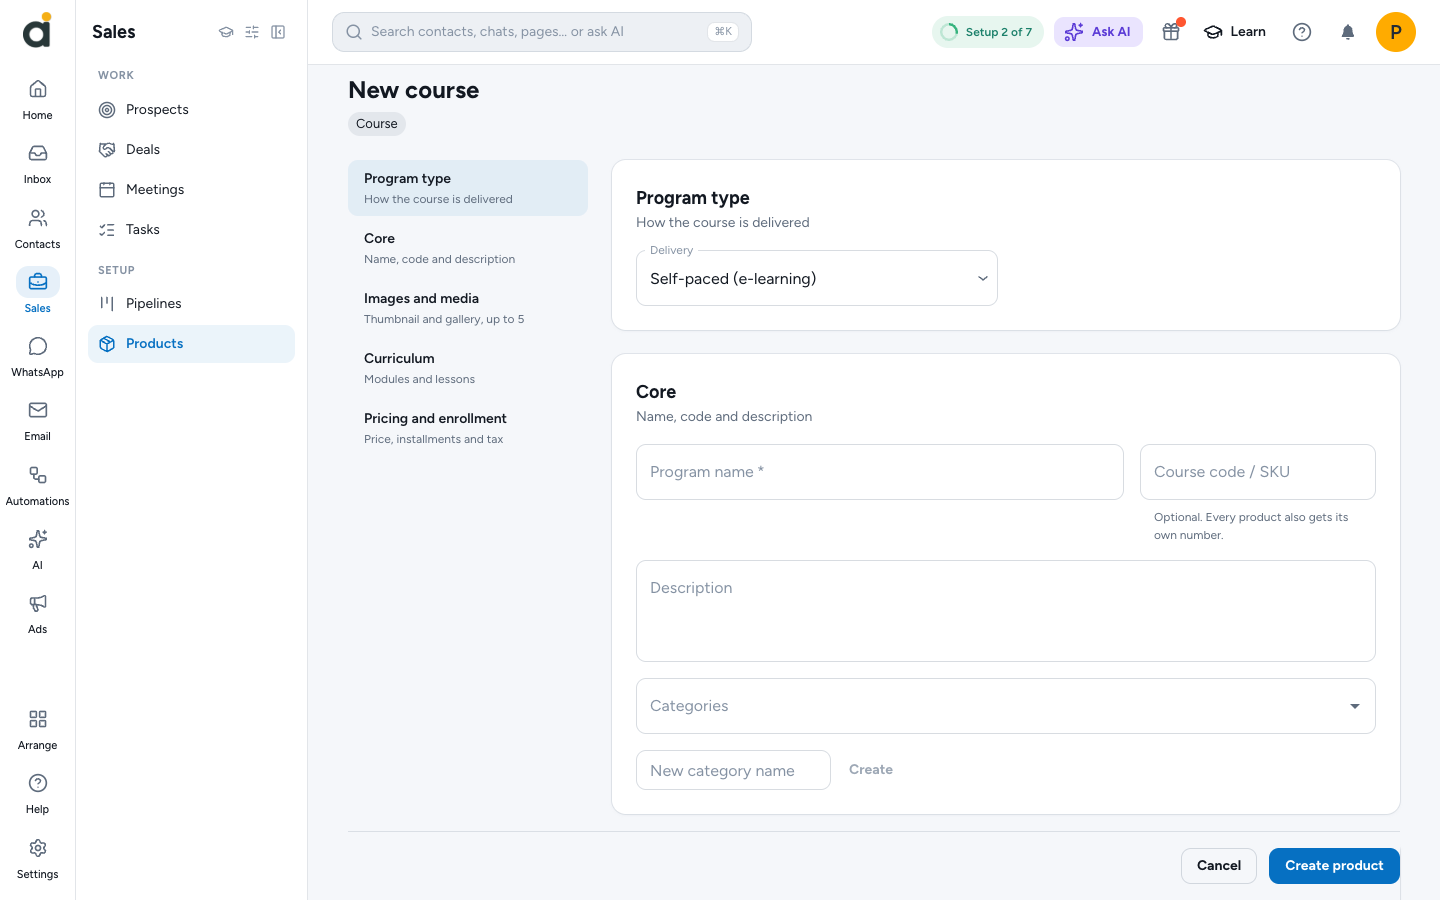 Sales
Search contacts, chats, pages... or ask AI
⌘K
Setup 2 of 7
Ask AI
Learn
P
Home
Inbox
Contacts
Sales
WhatsApp
Email
Automations
AI
Ads
Arrange
Help
Settings
WORK
Prospects
Deals
Meetings
Tasks
SETUP
Pipelines
Products
New course
Course
Program type
How the course is delivered
Core
Name, code and description
Images and media
Thumbnail and gallery, up to 5
Curriculum
Modules and lessons
Pricing and enrollment
Price, installments and tax
Program type
How the course is delivered
Delivery
Self-paced (e-learning)
Core
Name, code and description
Program name *
Course code / SKU
Optional. Every product also gets its
own number.
Description
Categories
New category name
Create
Cancel
Create product